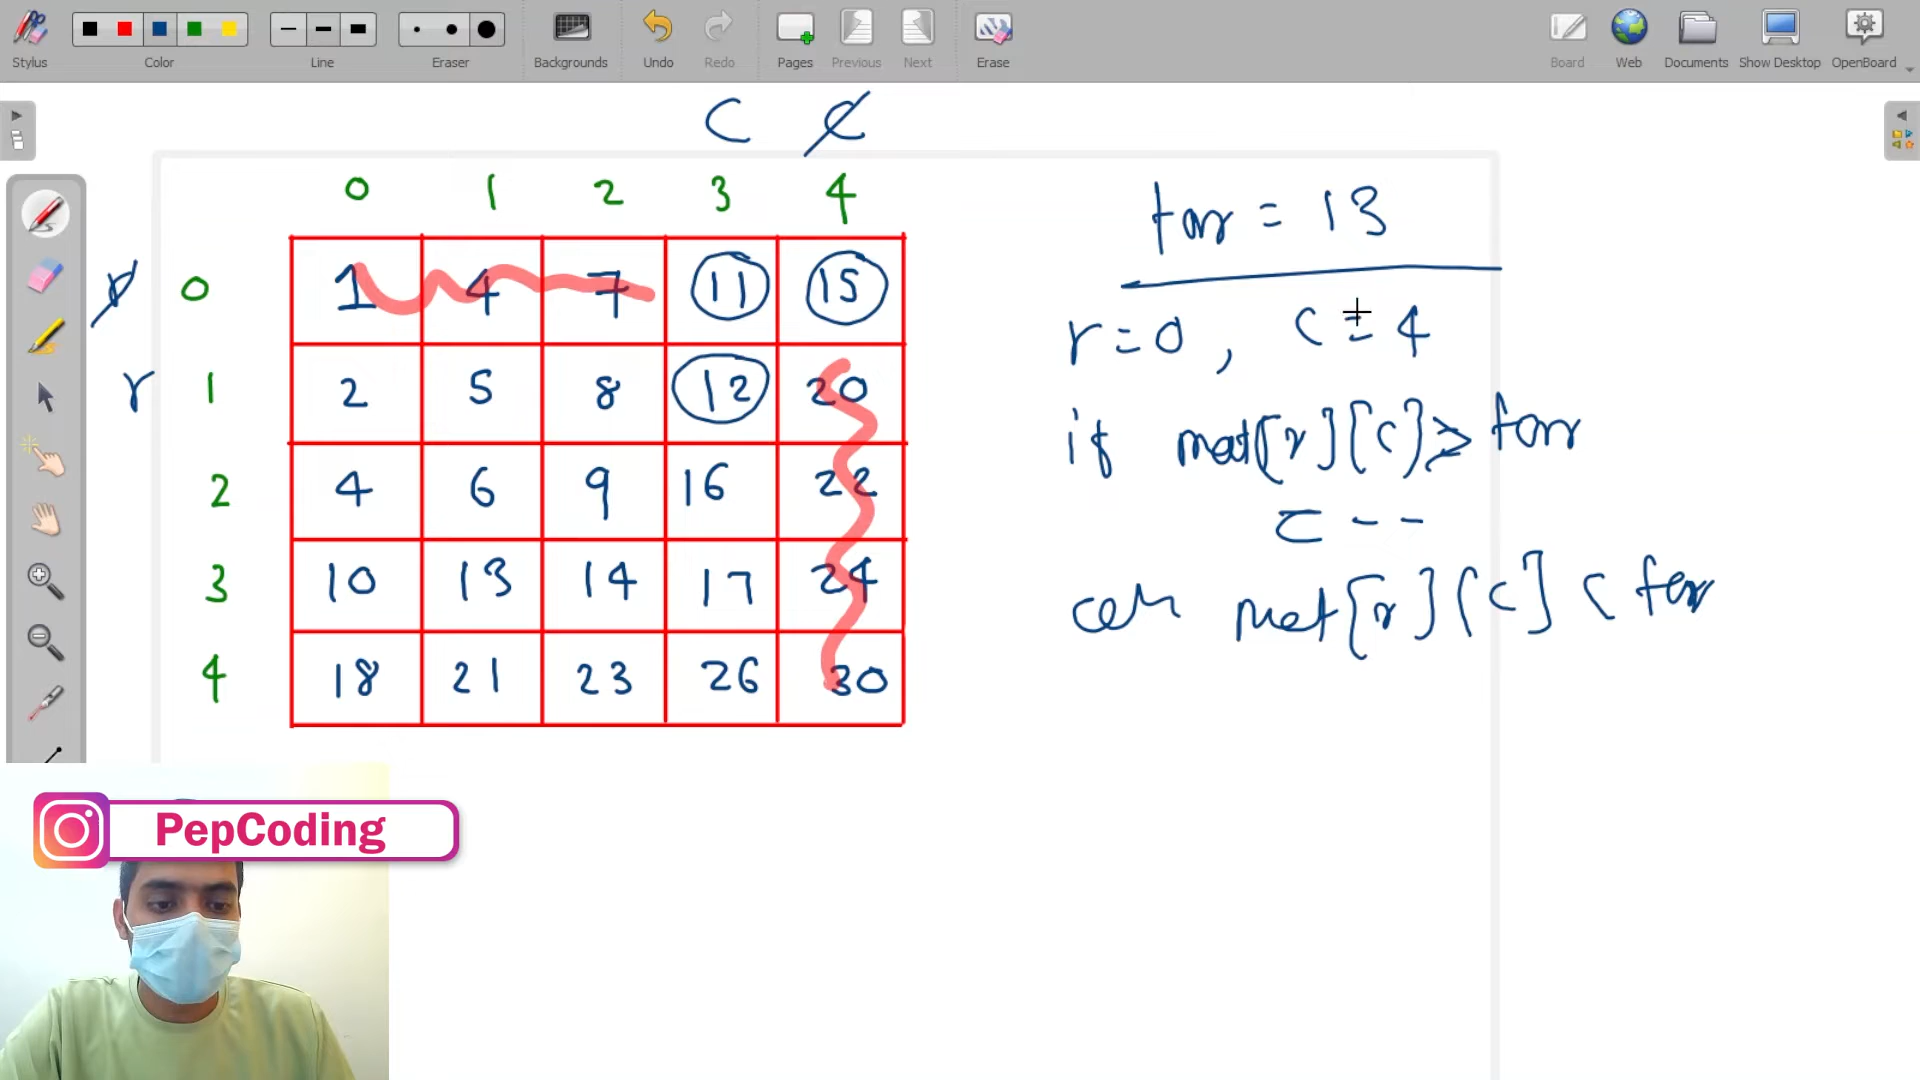 Stylus Color Line Eraser Backgrounds Undo Redo Pages Previous Next Erase Board Web Documents Show Desktop OpenBoard
C C
0 1 2 3 4
tar = 13
0 1 4 7 11 15
r = 0 , C = 4
r 1 2 5 8 12 20
if mat[r][c] > tar
2 4 6 9 16 22
C - -
3 10 13 14 17 24
mat[r][c] < tar
4 18 21 23 26 30
PepCoding